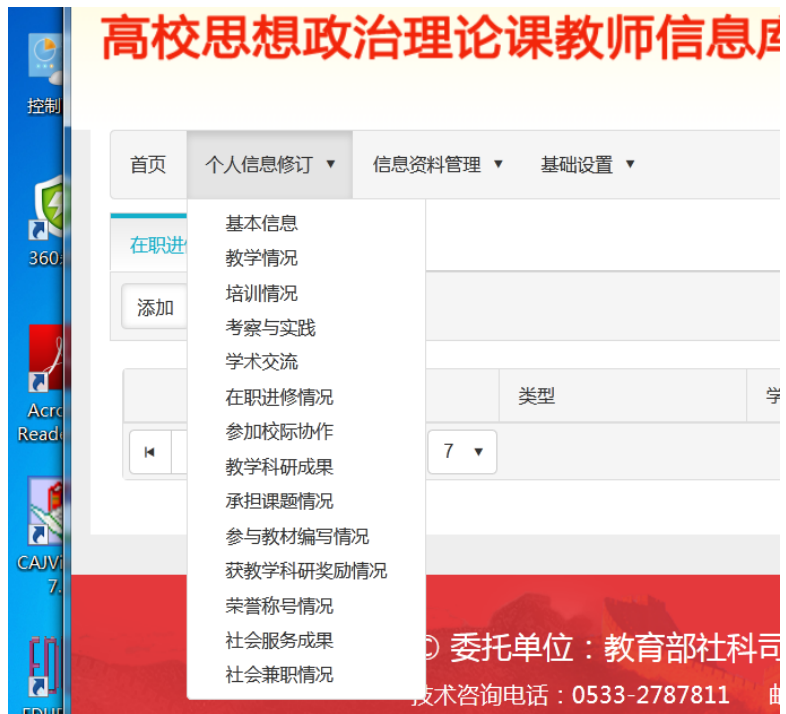 高校思想政治理论课教师信息库
控制
首页 个人信息修订 ▼ 信息资料管理 ▼ 基础设置 ▼
基本信息
在职进
教学情况
360
培训情况
添加
考察与实践
学术交流
在职进修情况
类型
学
Acro
Read
参加校际协作
7 ▼
教学科研成果
承担课题情况
参与教材编写情况
CAJVi
7.
获教学科研奖励情况
荣誉称号情况
社会服务成果
© 委托单位：教育部社科司
社会兼职情况
技术咨询电话：0533-2787811 邮